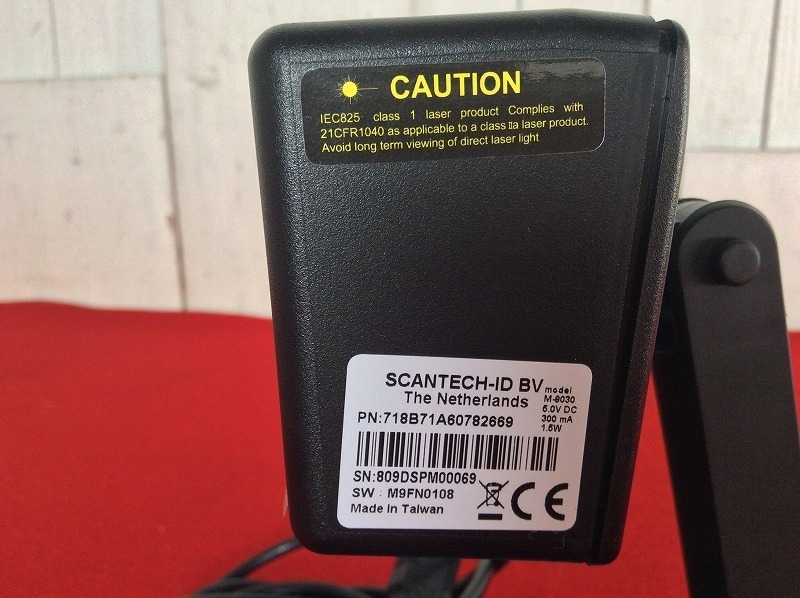 CAUTION
IEC825 class 1 laser product Complies with
21CFR1040 as applicable to a class IIa laser product.
Avoid long term viewing of direct laser light
SCANTECH-ID BV
The Netherlands
model
M-9030
5.0V DC
300 mA
1.5W
PN:718B71A60782669
SN:809DSPM00069
SW : M9FN0108
Made in Taiwan
CE